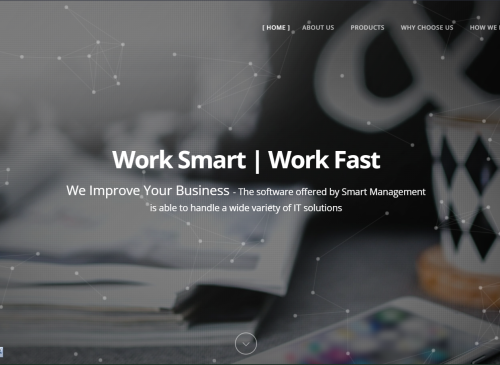 [ HOME ] ABOUT US PRODUCTS WHY CHOOSE US HOW WE
Work Smart | Work Fast
We Improve Your Business - The software offered by Smart Management
is able to handle a wide variety of IT solutions